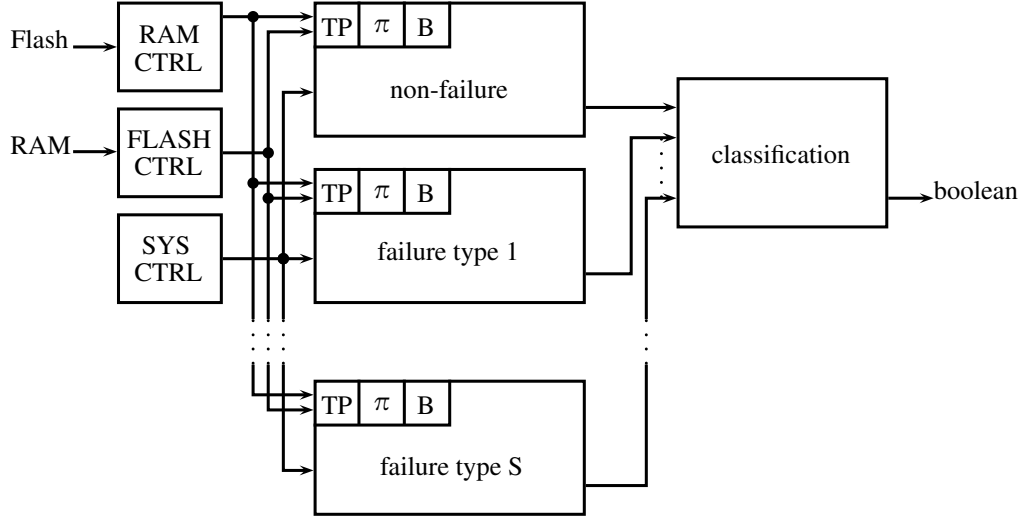 Flash
RAM
CTRL
TP π B
non-failure
RAM
FLASH
CTRL
classification
boolean
TP π B
SYS
CTRL
failure type 1
TP π B
failure type S